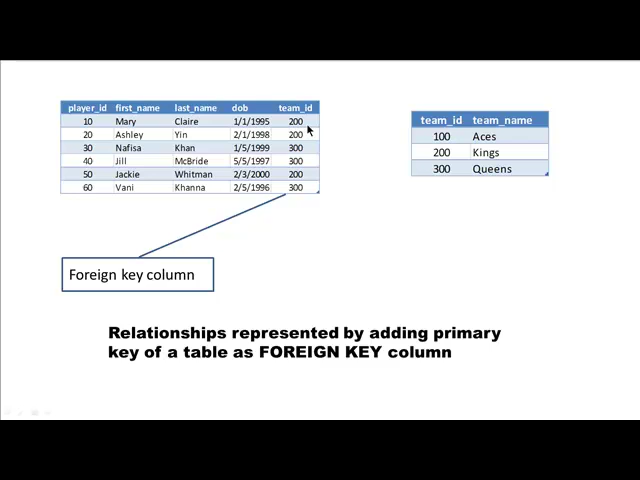 player_id first_name last_name dob team_id
10 Mary Claire 1/1/1995 200
20 Ashley Yin 2/1/1998 200
30 Nafisa Khan 1/5/1999 300
40 Jill McBride 5/5/1997 300
50 Jackie Whitman 2/3/2000 200
60 Vani Khanna 2/5/1996 300
team_id team_name
100 Aces
200 Kings
300 Queens
Foreign key column
Relationships represented by adding primary
key of a table as FOREIGN KEY column